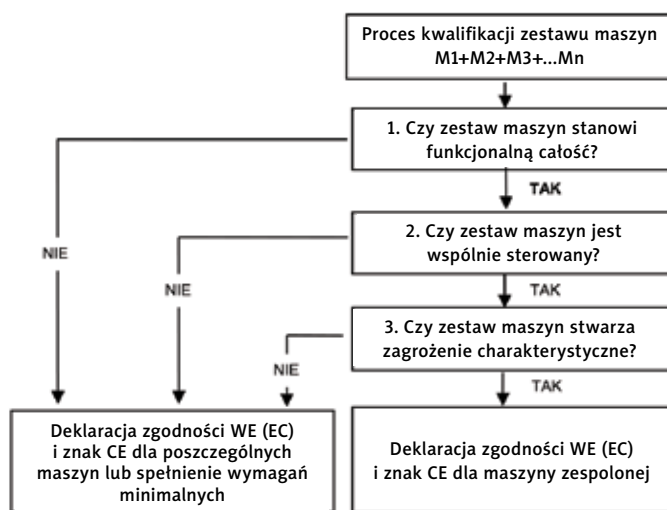 Proces kwalifikacji zestawu maszyn
M1+M2+M3+...Mn
1. Czy zestaw maszyn stanowi
funkcjonalną całość?
TAK
NIE
2. Czy zestaw maszyn jest
wspólnie sterowany?
TAK
NIE
3. Czy zestaw maszyn stwarza
zagrożenie charakterystyczne?
NIE
TAK
Deklaracja zgodności WE (EC)
i znak CE dla poszczególnych
maszyn lub spełnienie wymagań
minimalnych
Deklaracja zgodności WE (EC)
i znak CE dla maszyny zespolonej